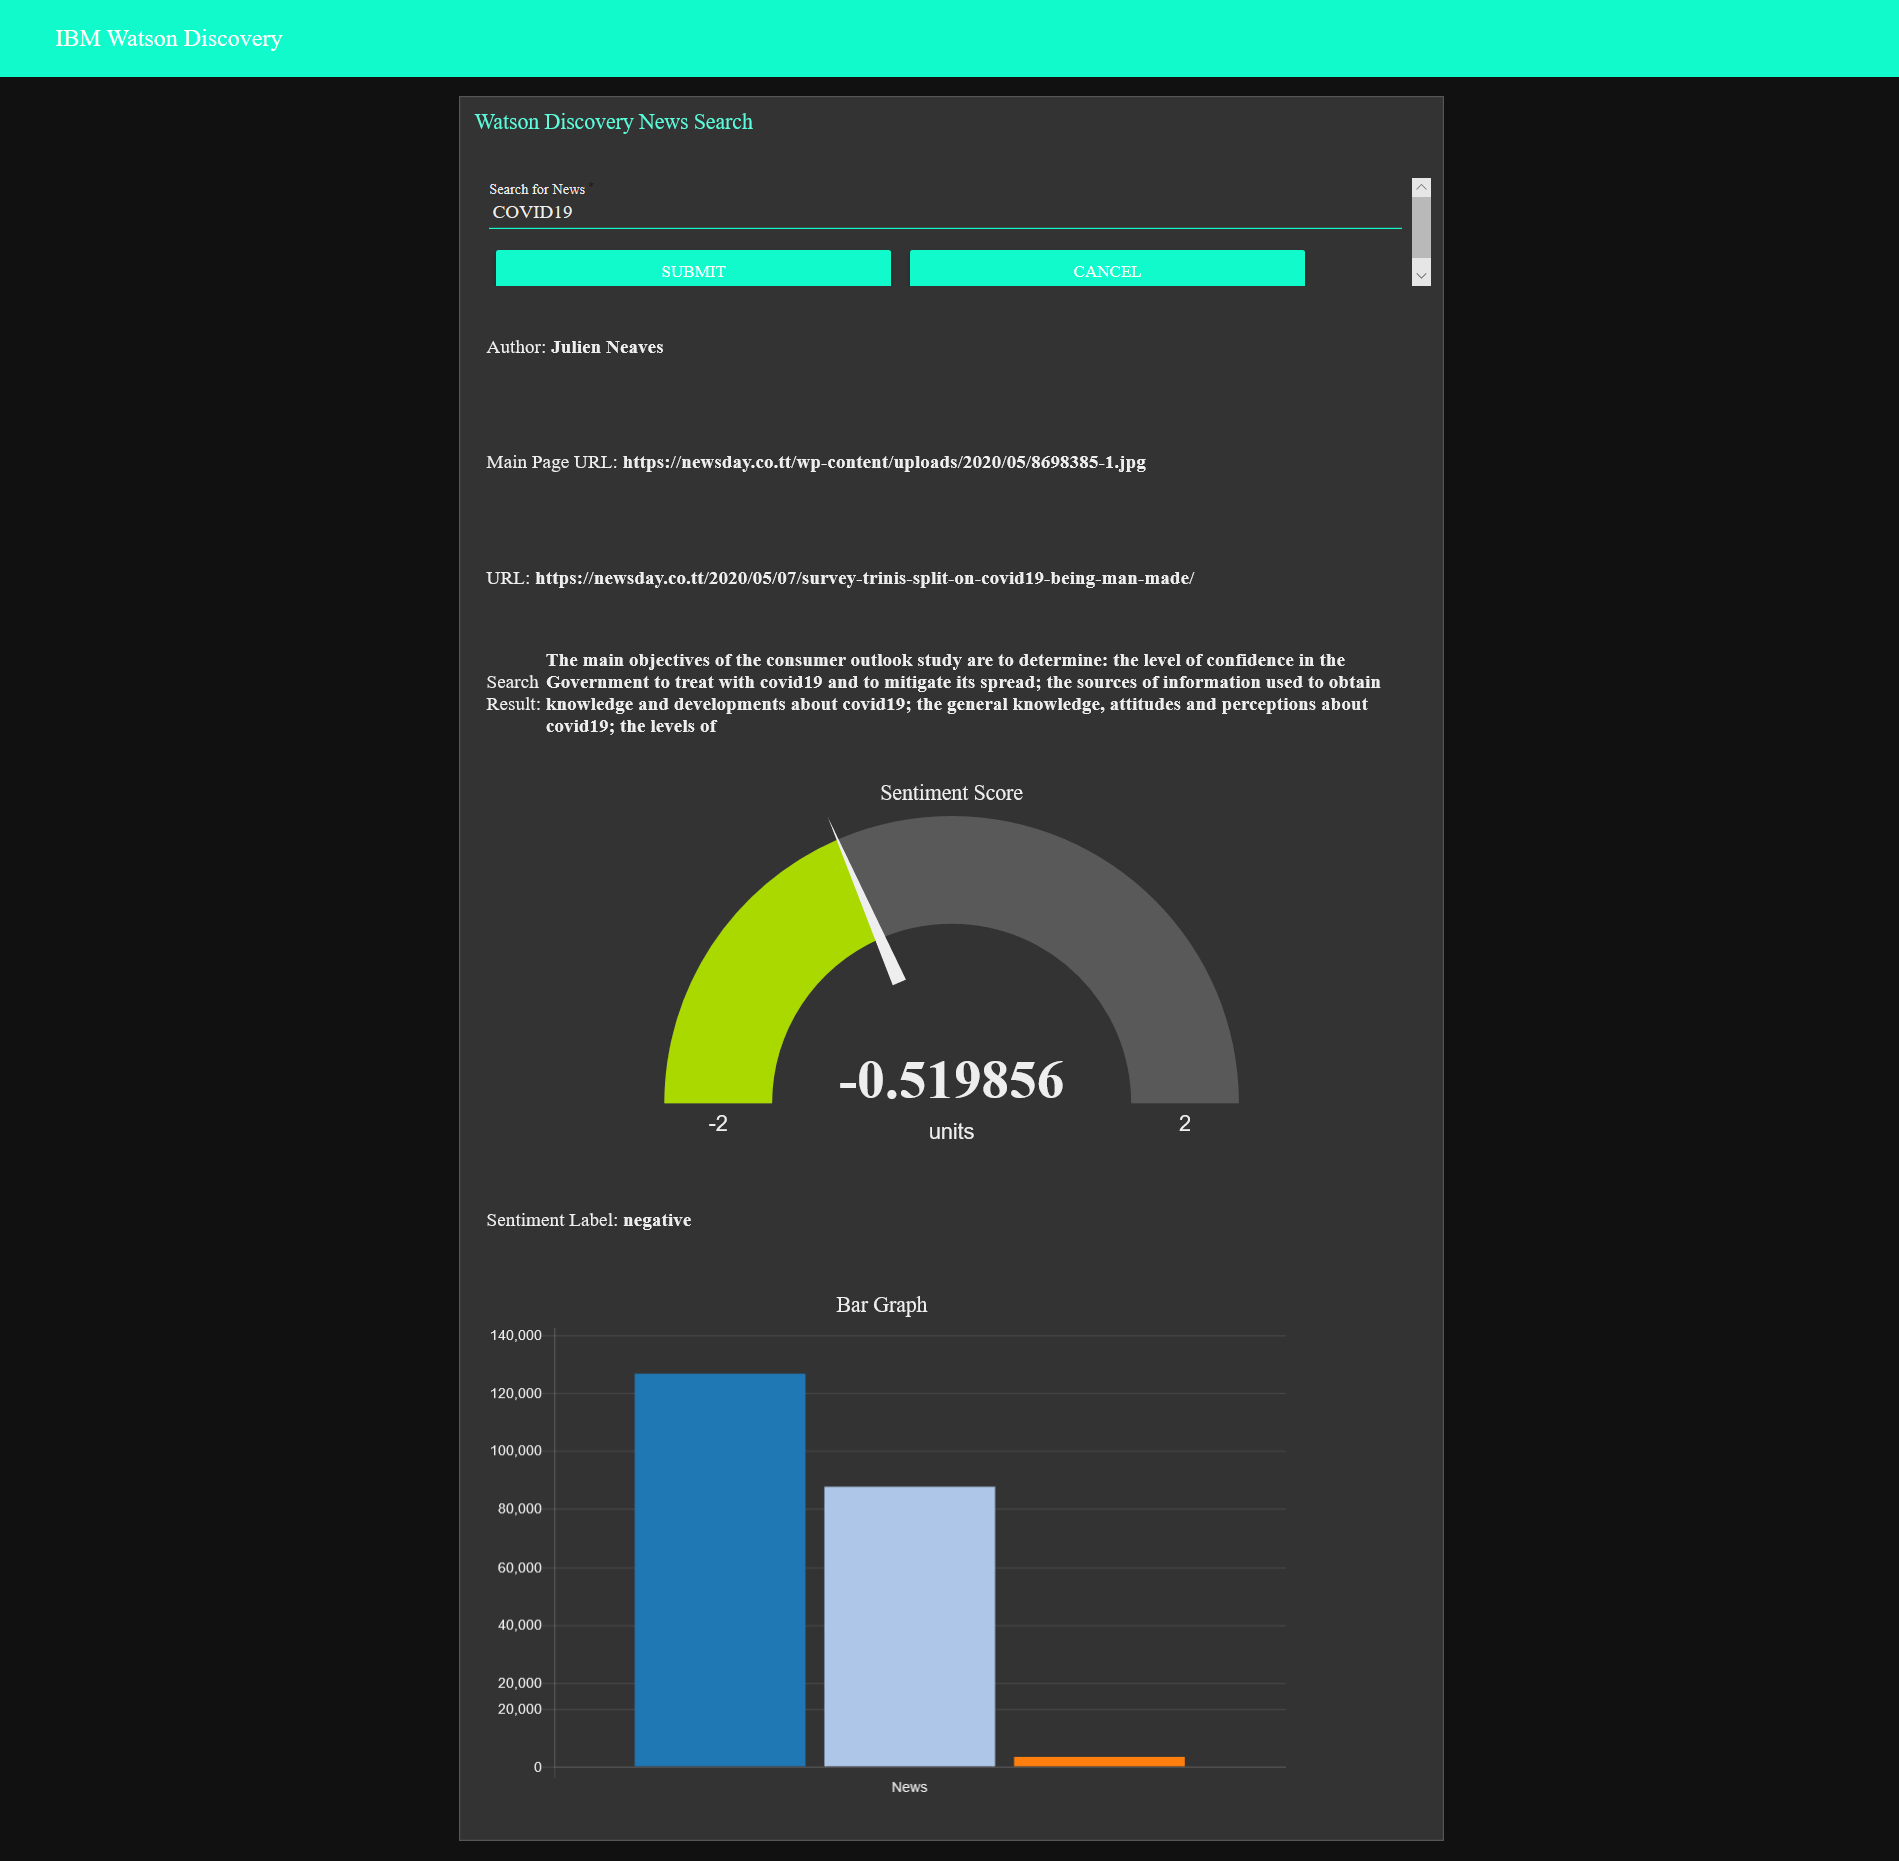 IBM Watson Discovery
Watson Discovery News Search
Search for News *
COVID19
SUBMIT
CANCEL
Author: Julien Neaves
Main Page URL: https://newsday.co.tt/wp-content/uploads/2020/05/8698385-1.jpg
URL: https://newsday.co.tt/2020/05/07/survey-trinis-split-on-covid19-being-man-made/
Search Result:
The main objectives of the consumer outlook study are to determine: the level of confidence in the
Government to treat with covid19 and to mitigate its spread; the sources of information used to obtain
knowledge and developments about covid19; the general knowledge, attitudes and perceptions about
covid19; the levels of
Sentiment Score
-0.519856
-2
units
2
Sentiment Label: negative
Bar Graph
140,000
120,000
100,000
80,000
60,000
40,000
20,000
20,000
0
News